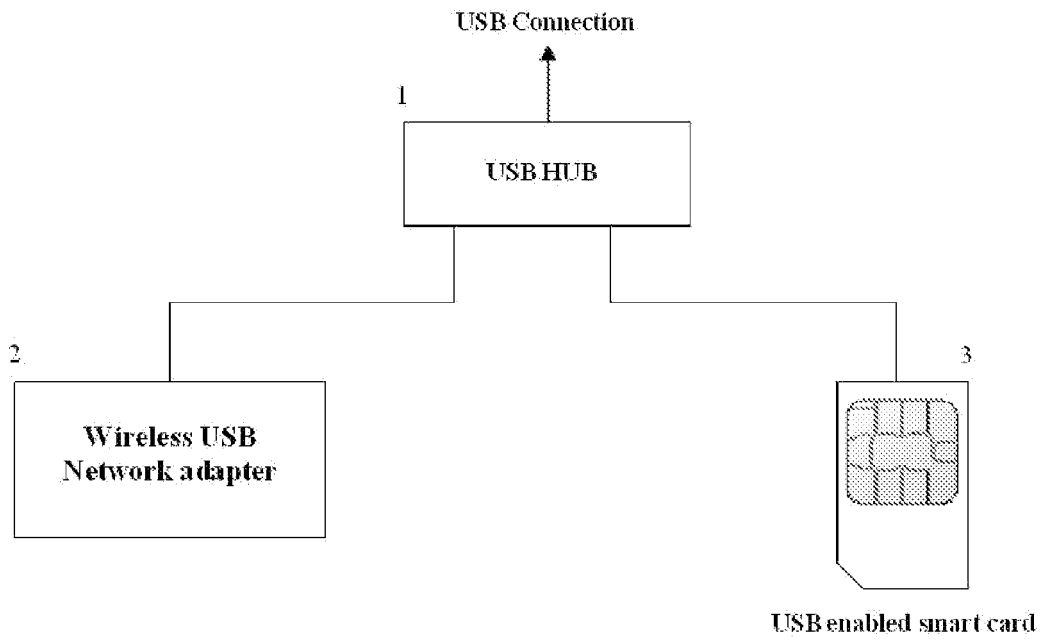 USB Connection
1
USB HUB
2
3
Wireless USB
Network adapter
USB enabled smart card